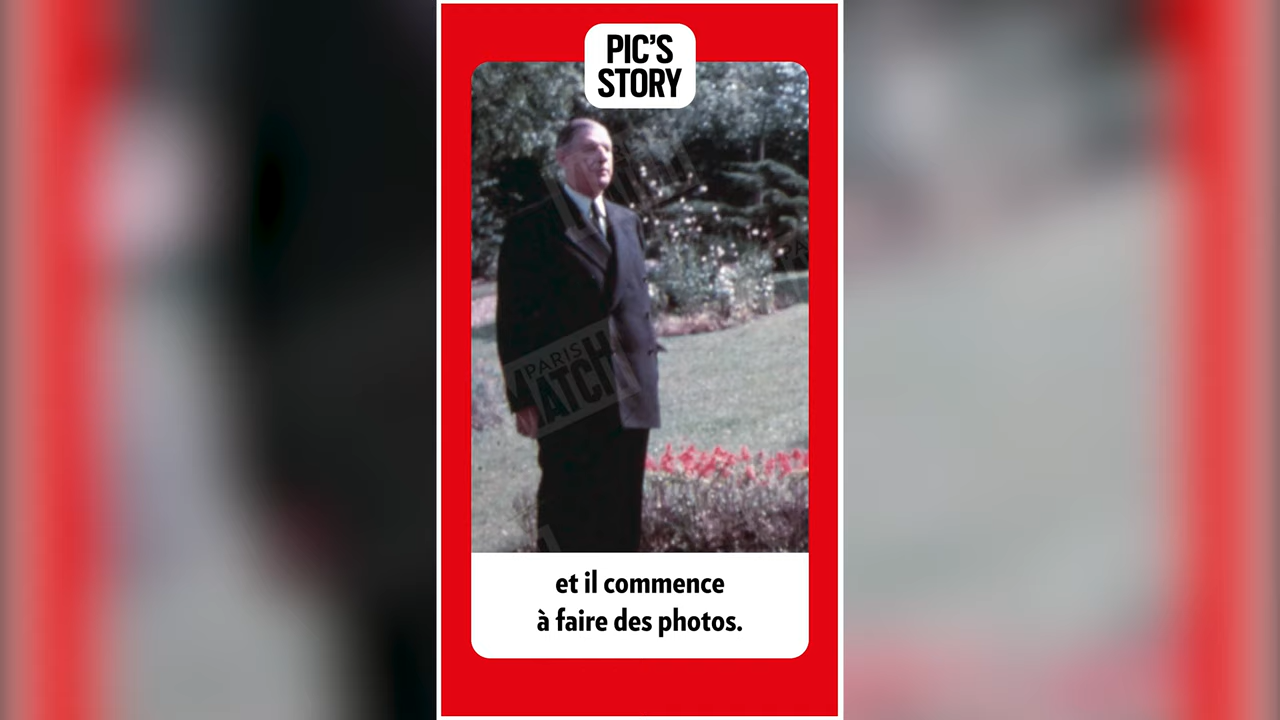 PIC'S
STORY
PARIS
MATCH
et il commence
à faire des photos.